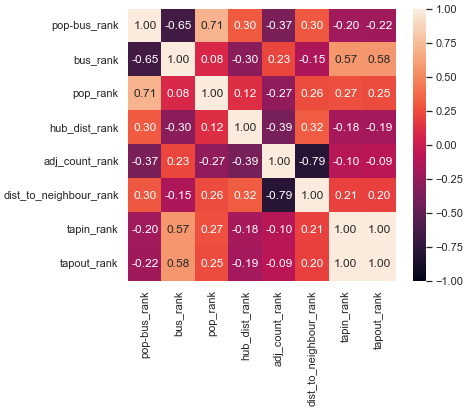 pop-bus_rank 1.00 -0.65 0.71 0.30 -0.37 0.30 -0.20 -0.22
bus_rank -0.65 1.00 0.08 -0.30 0.23 -0.15 0.57 0.58
pop_rank 0.71 0.08 1.00 0.12 -0.27 0.26 0.27 0.25
hub_dist_rank 0.30 -0.30 0.12 1.00 -0.39 0.32 -0.18 -0.19
adj_count_rank -0.37 0.23 -0.27 -0.39 1.00 -0.79 -0.10 -0.09
dist_to_neighbour_rank 0.30 -0.15 0.26 0.32 -0.79 1.00 0.21 0.20
tapin_rank -0.20 0.57 0.27 -0.18 -0.10 0.21 1.00 1.00
tapout_rank -0.22 0.58 0.25 -0.19 -0.09 0.20 1.00 1.00
pop-bus_rank
bus_rank
pop_rank
hub_dist_rank
adj_count_rank
dist_to_neighbour_rank
tapin_rank
tapout_rank
1.00
0.75
0.50
0.25
0.00
-0.25
-0.50
-0.75
-1.00